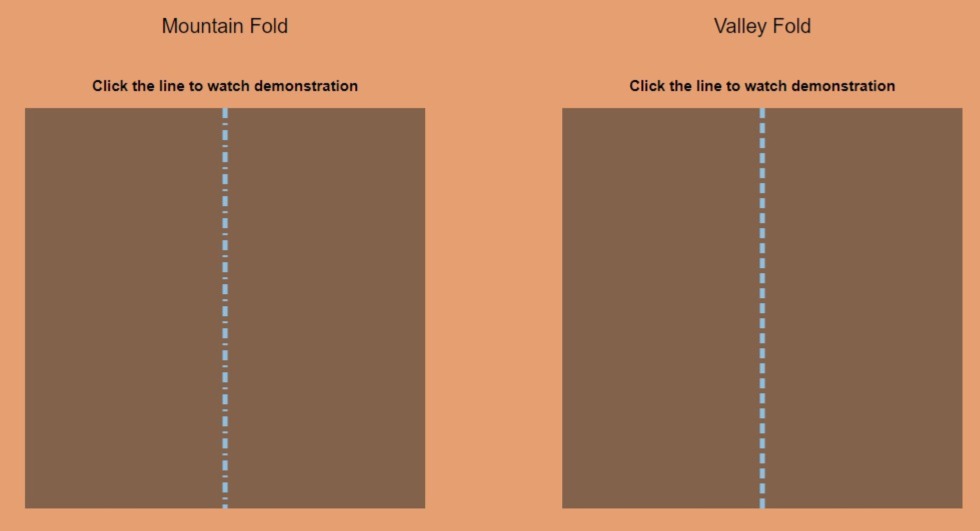 Mountain Fold
Valley Fold
Click the line to watch demonstration
Click the line to watch demonstration